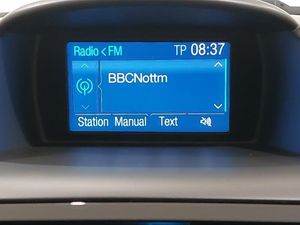 Radio < FM TP 08:37
BBCNottm
Station Manual Text